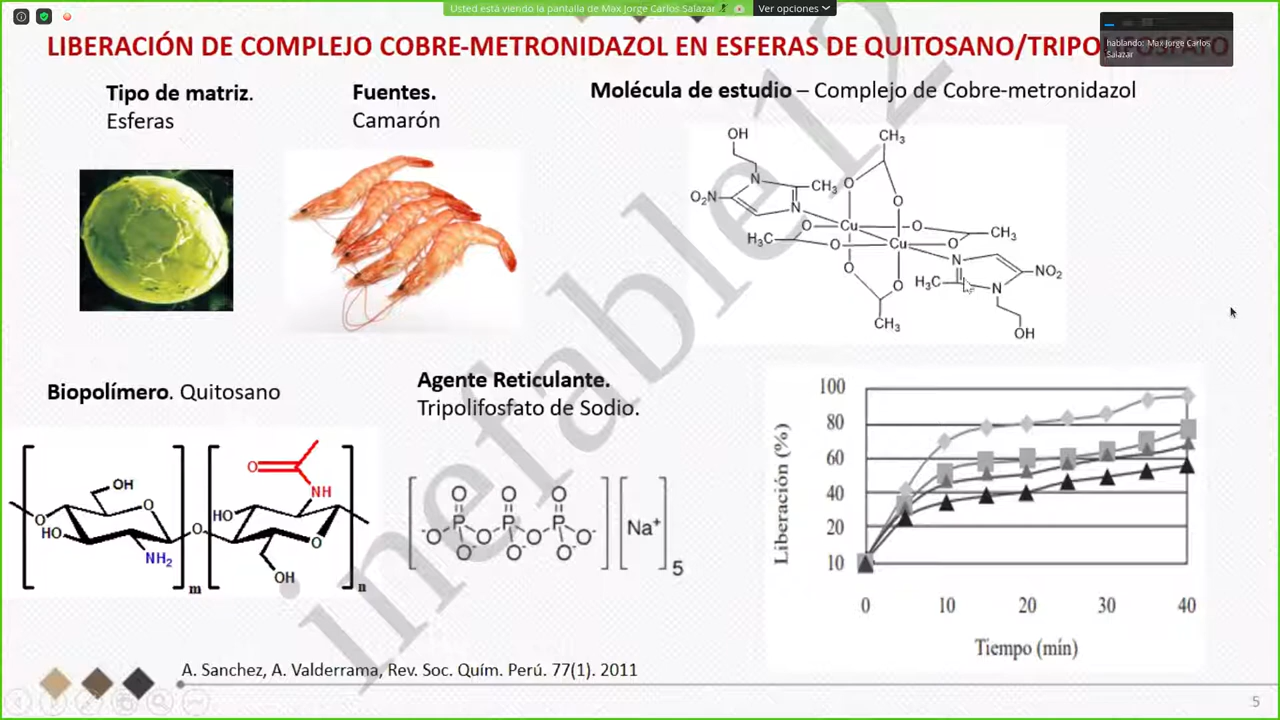 Usted está viendo la pantalla de Max Jorge Carlos Salazar
Ver opciones
hablando: Max Jorge Carlos
Salazar
LIBERACIÓN DE COMPLEJO COBRE-METRONIDAZOL EN ESFERAS DE QUITOSANO/TRIPO
Tipo de matriz.
Esferas
Fuentes.
Camarón
Molécula de estudio – Complejo de Cobre-metronidazol
OH
CH3
N
CH3
O
O2N
N
O
O
Cu
O
CH3
H3C
O
Cu
O
N
O
H3C
NO2
N
O
CH3
OH
Biopolímero. Quitosano
Agente Reticulante.
Tripolifosfato de Sodio.
OH
O
O
HO
NH2
m
O
O
NH
HO
O
OH
n
O O O
-O P O P O P O-
O- O- O-
Na+
5
Liberación (%)
100
80
60
40
20
10
0 10 20 30 40
Tiempo (mín)
A. Sanchez, A. Valderrama, Rev. Soc. Quím. Perú. 77(1). 2011
5
inefable12